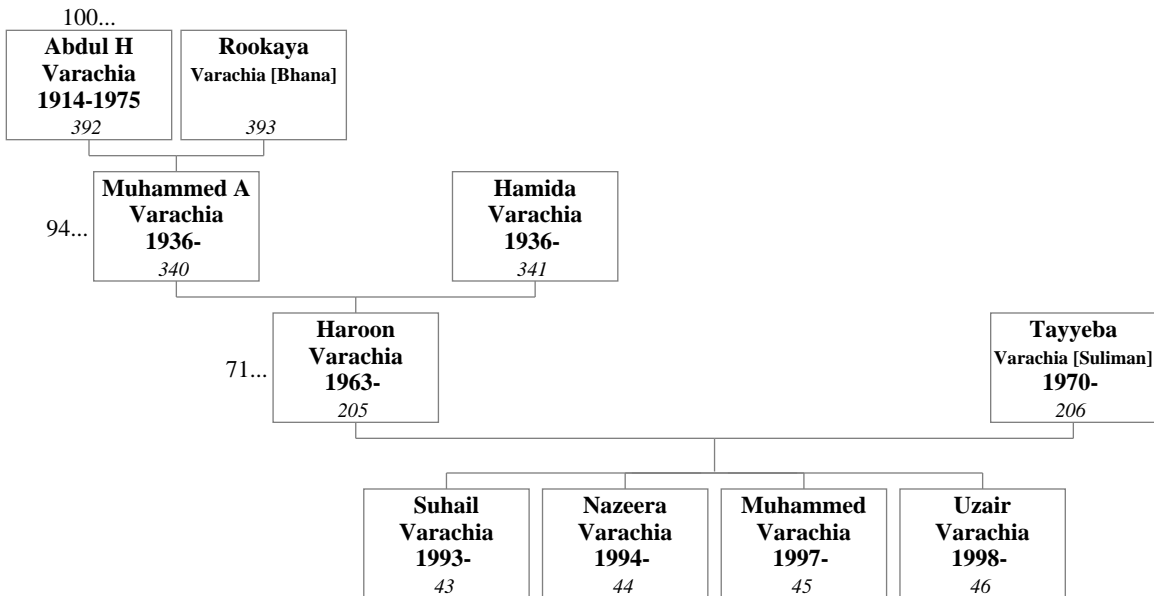 100...
Abdul H
Varachia
1914-1975
392
Rookaya
Varachia [Bhana]
393
94...
Muhammed A
Varachia
1936-
340
Hamida
Varachia
1936-
341
71...
Haroon
Varachia
1963-
205
Tayyeba
Varachia [Suliman]
1970-
206
Suhail
Varachia
1993-
43
Nazeera
Varachia
1994-
44
Muhammed
Varachia
1997-
45
Uzair
Varachia
1998-
46